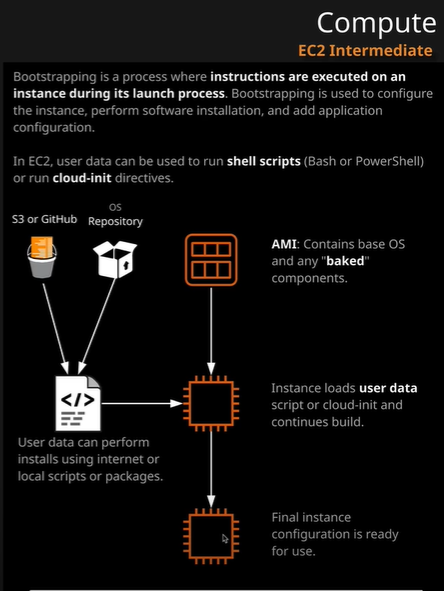 Compute
EC2 Intermediate
Bootstrapping is a process where instructions are executed on an
instance during its launch process. Bootstrapping is used to configure
the instance, perform software installation, and add application
configuration.
In EC2, user data can be used to run shell scripts (Bash or PowerShell)
or run cloud-init directives.
S3 or GitHub
OS
Repository
AMI: Contains base OS
and any "baked"
components.
</>
Instance loads user data
script or cloud-init and
continues build.
User data can perform
installs using internet or
local scripts or packages.
Final instance
configuration is ready
for use.